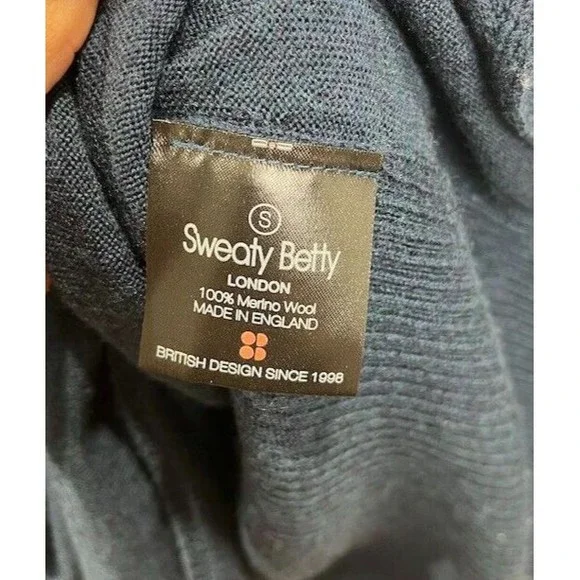 S
Sweaty Betty
LONDON
100% Merino Wool
MADE IN ENGLAND
BRITISH DESIGN SINCE 1998